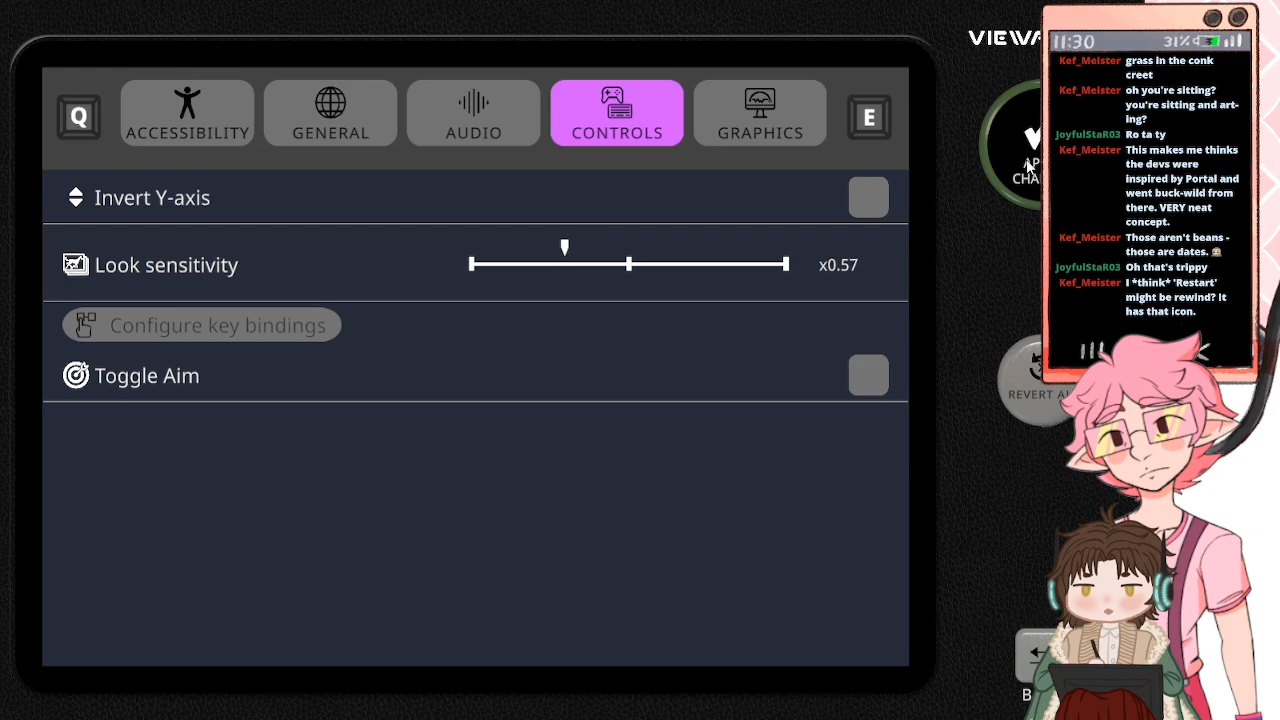 VIEWF
Q
ACCESSIBILITY
GENERAL
AUDIO
CONTROLS
GRAPHICS
E
Invert Y-axis
Look sensitivity
x0.57
Configure key bindings
Toggle Aim
REVERT AL
B
11:30
31%
Kef_Meister grass in the conk
creet
Kef_Meister oh you're sitting?
you're sitting and art-
ing?
JoyfulStaR03 Ro ta ty
Kef_Meister This makes me thinks
the devs were
inspired by Portal and
went buck-wild from
there. VERY neat
concept.
Kef_Meister Those aren't beans -
those are dates.
JoyfulStaR03 Oh that's trippy
Kef_Meister I *think* 'Restart'
might be rewind? It
has that icon.